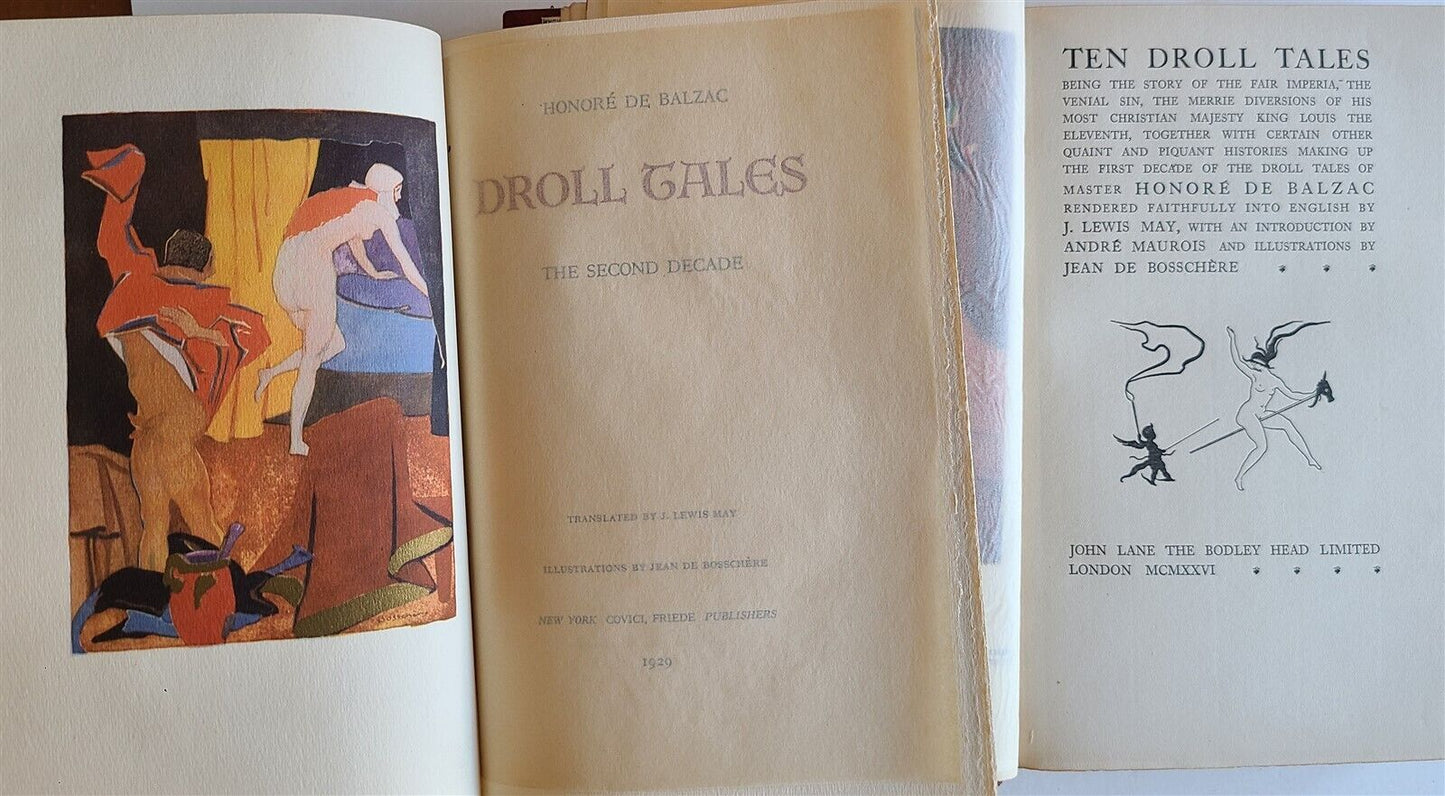 Bosschère
HONORÉ DE BALZAC
DROLL TALES
THE SECOND DECADE
TRANSLATED BY J. LEWIS MAY
ILLUSTRATIONS BY JEAN DE BOSSCHÈRE
NEW YORK COVICI, FRIEDE PUBLISHERS
1929
TEN DROLL TALES
BEING THE STORY OF THE FAIR IMPERIA, THE
VENIAL SIN, THE MERRIE DIVERSIONS OF HIS
MOST CHRISTIAN MAJESTY KING LOUIS THE
ELEVENTH, TOGETHER WITH CERTAIN OTHER
QUAINT AND PIQUANT HISTORIES MAKING UP
THE FIRST DECADE OF THE DROLL TALES OF
MASTER HONORÉ DE BALZAC
RENDERED FAITHFULLY INTO ENGLISH BY
J. LEWIS MAY, WITH AN INTRODUCTION BY
ANDRÉ MAUROIS AND ILLUSTRATIONS BY
JEAN DE BOSSCHÈRE
JOHN LANE THE BODLEY HEAD LIMITED
LONDON MCMXXVI